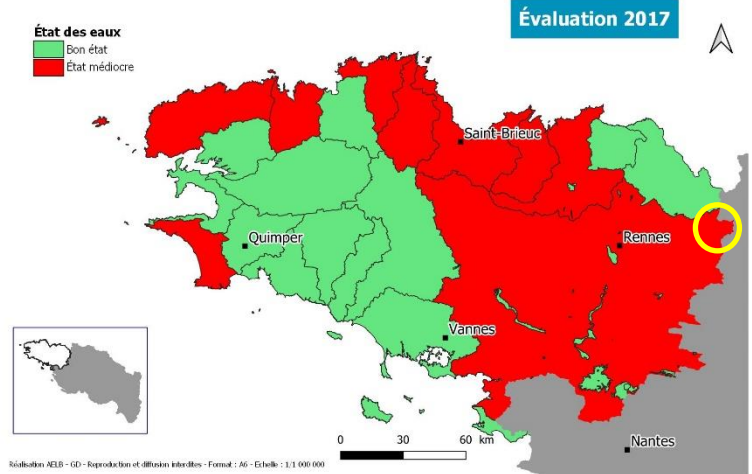 Évaluation 2017
État des eaux
Bon état
État médiocre
Saint-Brieuc
Quimper
Rennes
Vannes
0 30 60 km
Nantes
Réalisation AELB - GD - Reproduction et diffusion interdites - Format : A6 - Echelle : 1/1 000 000